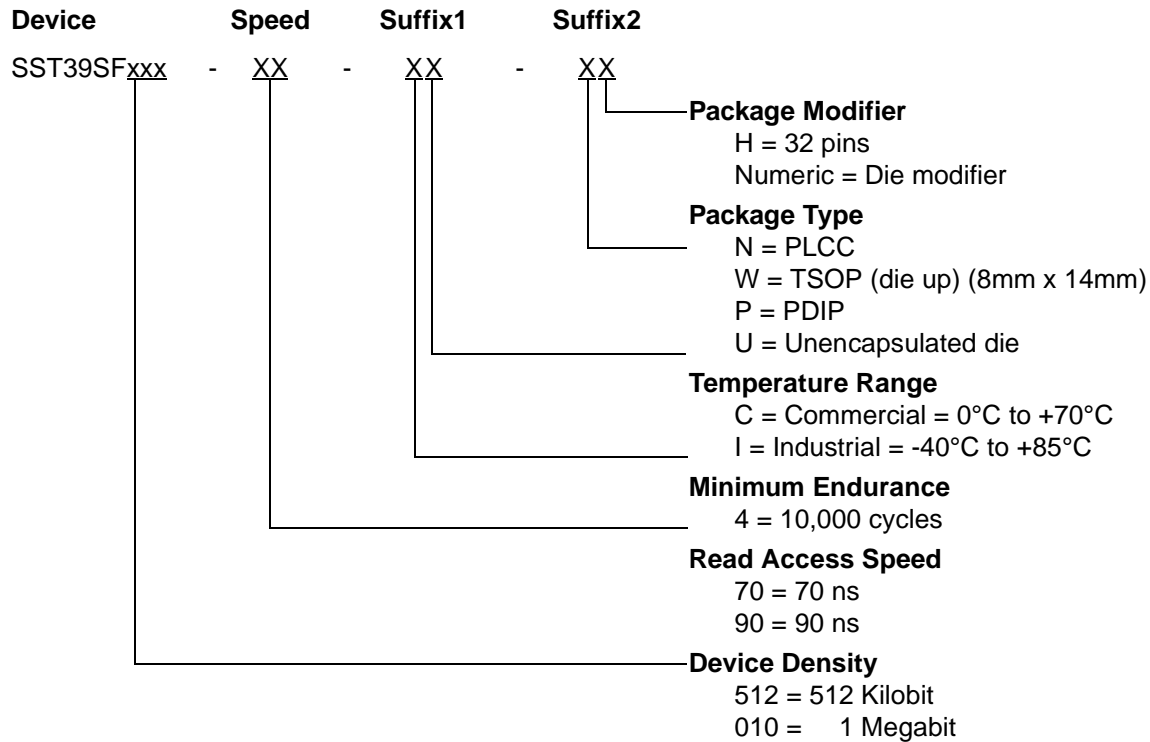 Device Speed Suffix1 Suffix2
SST39SFxxx - XX - XX - XX
Package Modifier
H = 32 pins
Numeric = Die modifier
Package Type
N = PLCC
W = TSOP (die up) (8mm x 14mm)
P = PDIP
U = Unencapsulated die
Temperature Range
C = Commercial = 0°C to +70°C
I = Industrial = -40°C to +85°C
Minimum Endurance
4 = 10,000 cycles
Read Access Speed
70 = 70 ns
90 = 90 ns
Device Density
512 = 512 Kilobit
010 = 1 Megabit